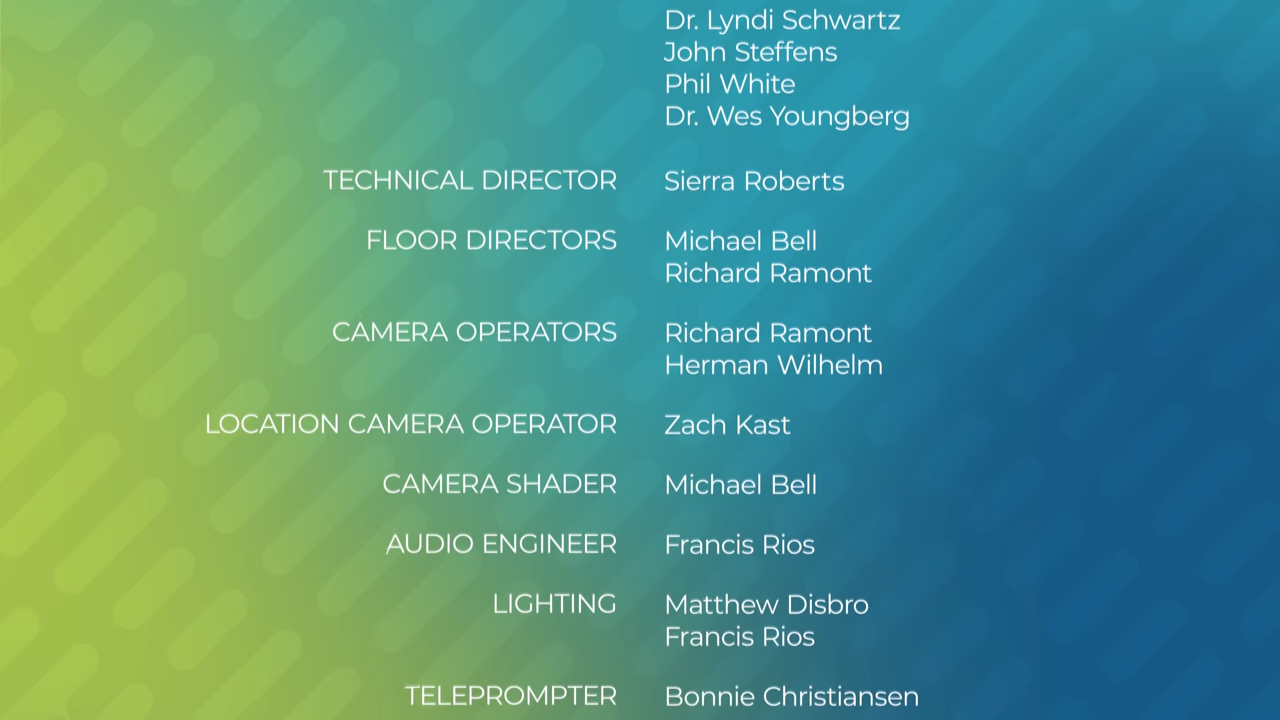 Dr. Lyndi Schwartz
John Steffens
Phil White
Dr. Wes Youngberg
TECHNICAL DIRECTOR Sierra Roberts
FLOOR DIRECTORS Michael Bell
Richard Ramont
CAMERA OPERATORS Richard Ramont
Herman Wilhelm
LOCATION CAMERA OPERATOR Zach Kast
CAMERA SHADER Michael Bell
AUDIO ENGINEER Francis Rios
LIGHTING Matthew Disbro
Francis Rios
TELEPROMPTER Bonnie Christiansen